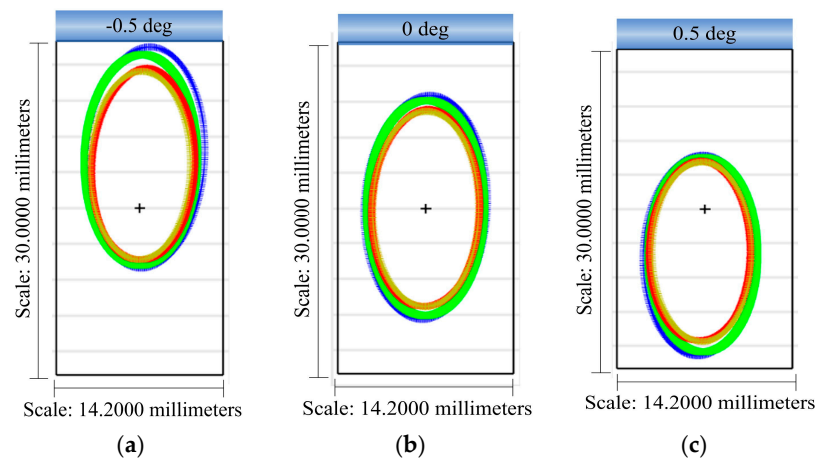 -0.5 deg
Scale: 30.0000 millimeters
Scale: 14.2000 millimeters
(a)
0 deg
Scale: 30.0000 millimeters
Scale: 14.2000 millimeters
(b)
0.5 deg
Scale: 30.0000 millimeters
Scale: 14.2000 millimeters
(c)